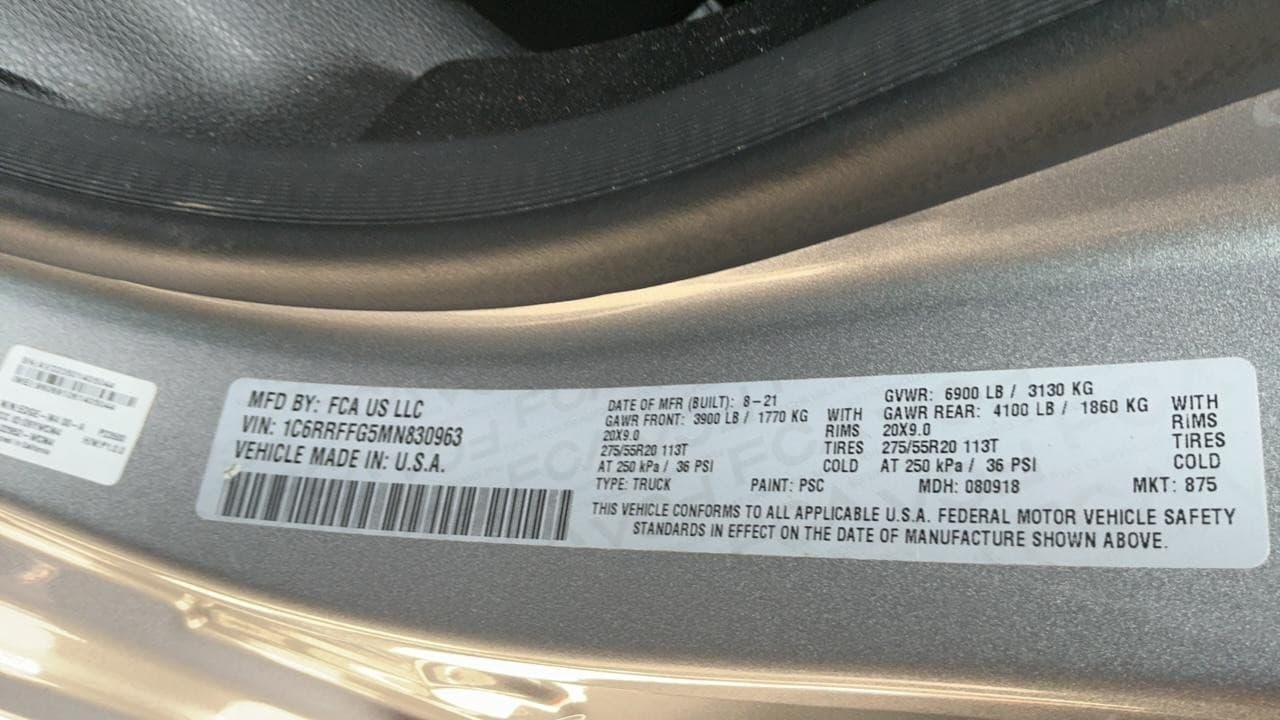 MFD BY: FCA US LLC
VIN: 1C6RRFFG5MN830963
VEHICLE MADE IN: U.S.A.
DATE OF MFR (BUILT): 8-21
GAWR FRONT: 3900 LB / 1770 KG WITH
20X9.0 RIMS
275/55R20 113T TIRES
AT 250 kPa / 36 PSI COLD
GVWR: 6900 LB / 3130 KG
GAWR REAR: 4100 LB / 1860 KG WITH
20X9.0 RIMS
275/55R20 113T TIRES
AT 250 kPa / 36 PSI COLD
TYPE: TRUCK PAINT: PSC MDH: 080918 MKT: 875
THIS VEHICLE CONFORMS TO ALL APPLICABLE U.S.A. FEDERAL MOTOR VEHICLE SAFETY
STANDARDS IN EFFECT ON THE DATE OF MANUFACTURE SHOWN ABOVE.